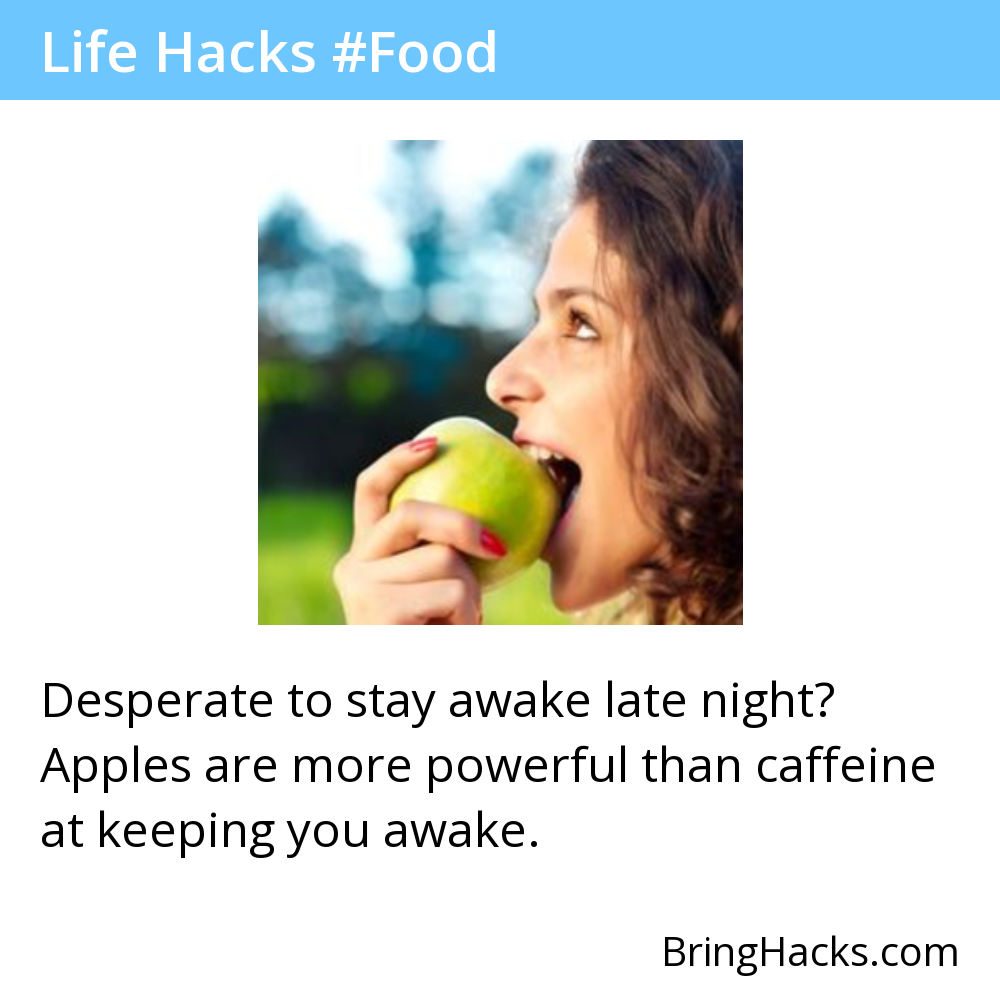 Life Hacks #Food
Desperate to stay awake late night?
Apples are more powerful than caffeine
at keeping you awake.
BringHacks.com